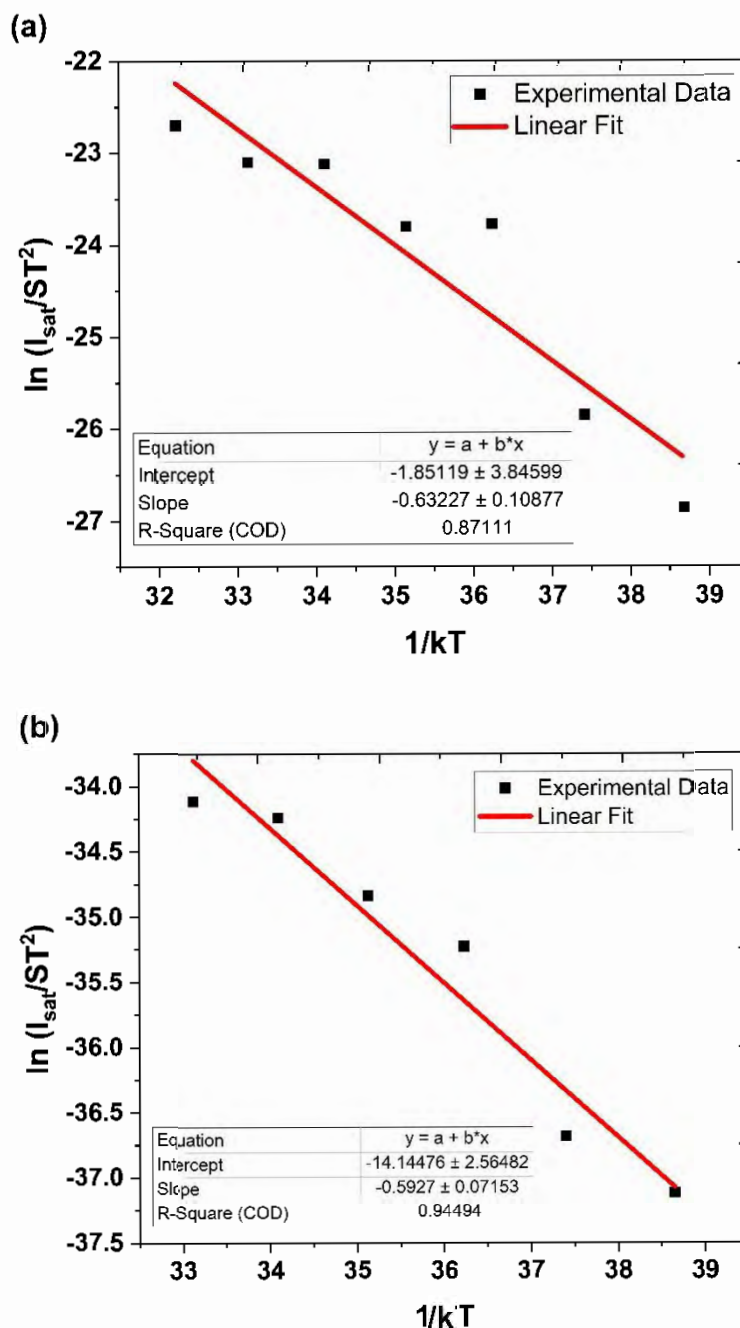 (a)
-22
-23
-24
-25
-26
-27
ln (I_sat/ST²)
Experimental Data
Linear Fit
Equation y = a + b*x
Intercept -1.85119 ± 3.84599
Slope -0.63227 ± 0.10877
R-Square (COD) 0.87111
32 33 34 35 36 37 38 39
1/kT
(b)
-34.0
-34.5
-35.0
-35.5
-36.0
-36.5
-37.0
-37.5
ln (I_sat/ST²)
Experimental Data
Linear Fit
Equation y = a + b*x
Intercept -14.14476 ± 2.56482
Slope -0.5927 ± 0.07153
R-Square (COD) 0.94494
33 34 35 36 37 38 39
1/kT